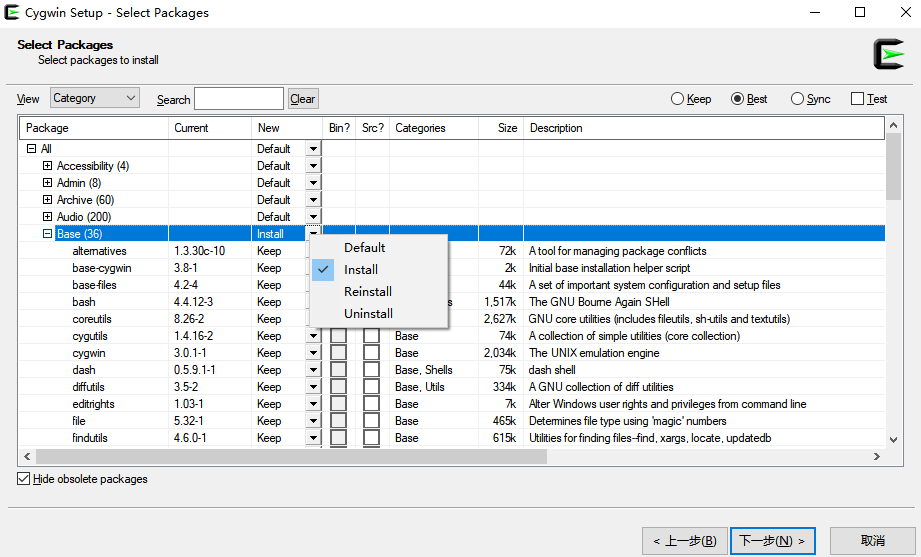 Cygwin Setup - Select Packages
Select Packages
Select packages to install
View Category Search Clear Keep Best Sync Test
Package Current New Bin? Src? Categories Size Description
All Default
Accessibility (4) Default
Admin (8) Default
Archive (60) Default
Audio (200) Default
Base (36) Install
Default
Install
Reinstall
Uninstall
alternatives 1.3.30c-10 Keep 72k A tool for managing package conflicts
base-cygwin 3.8-1 Keep 2k Initial base installation helper script
base-files 4.2-4 Keep 44k A set of important system configuration and setup files
bash 4.4.12-3 Keep 1,517k The GNU Bourne Again SHell
coreutils 8.26-2 Keep 2,627k GNU core utilities (includes fileutils, sh-utils and textutils)
cygutils 1.4.16-2 Keep Base 74k A collection of simple utilities (core collection)
cygwin 3.0.1-1 Keep Base 2,034k The UNIX emulation engine
dash 0.5.9.1-1 Keep Base, Shells 75k dash shell
diffutils 3.5-2 Keep Base, Utils 334k A GNU collection of diff utilities
editrights 1.03-1 Keep Base 7k Alter Windows user rights and privileges from command line
file 5.32-1 Keep Base 465k Determines file type using 'magic' numbers
findutils 4.6.0-1 Keep Base 615k Utilities for finding files--find, xargs, locate, updatedb
Hide obsolete packages
< 上一步(B) 下一步(N) > 取消